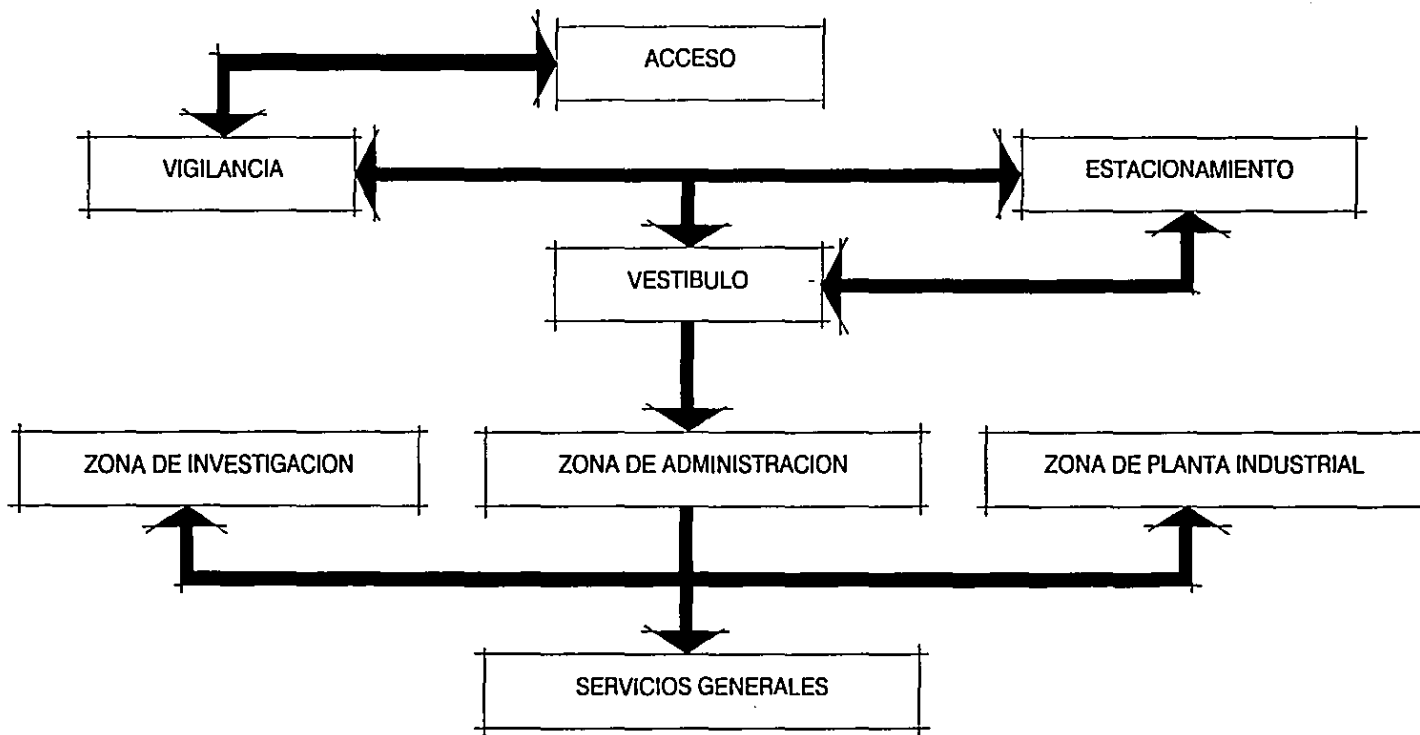 ACCESO
VIGILANCIA
ESTACIONAMIENTO
VESTIBULO
ZONA DE INVESTIGACION
ZONA DE ADMINISTRACION
ZONA DE PLANTA INDUSTRIAL
SERVICIOS GENERALES